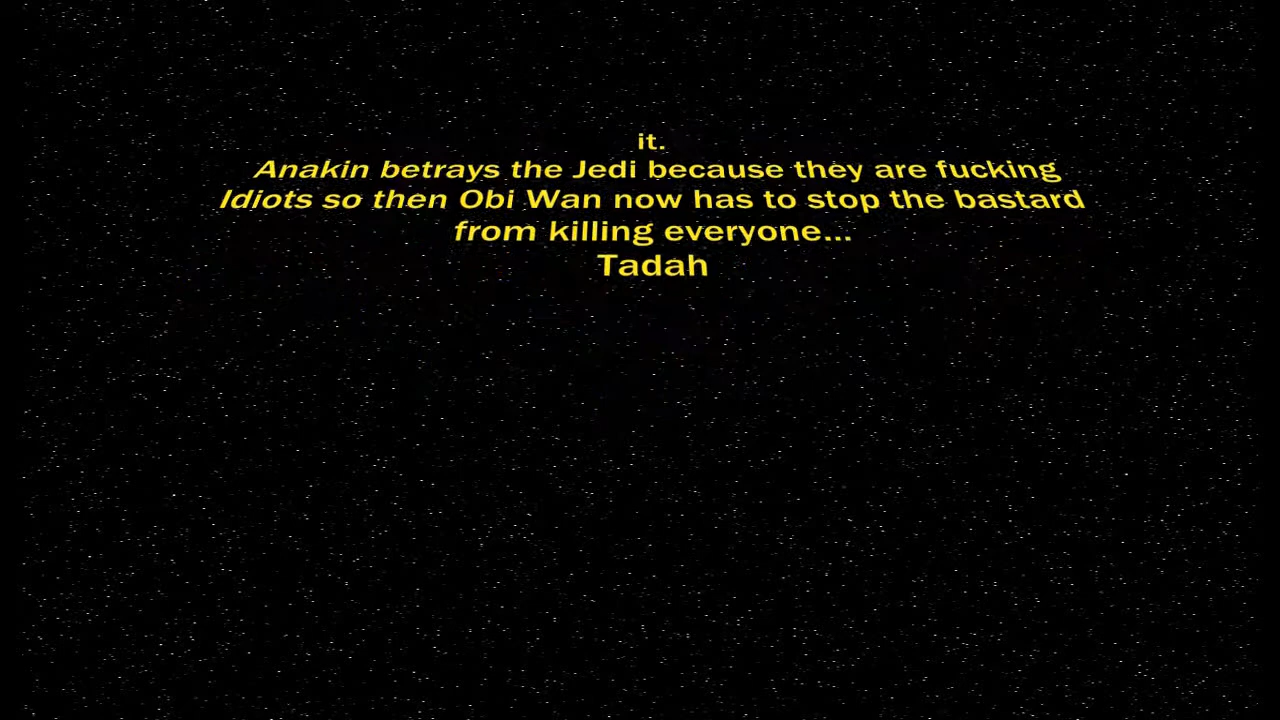 it.
Anakin betrays the Jedi because they are fucking
Idiots so then Obi Wan now has to stop the bastard
from killing everyone...
Tadah